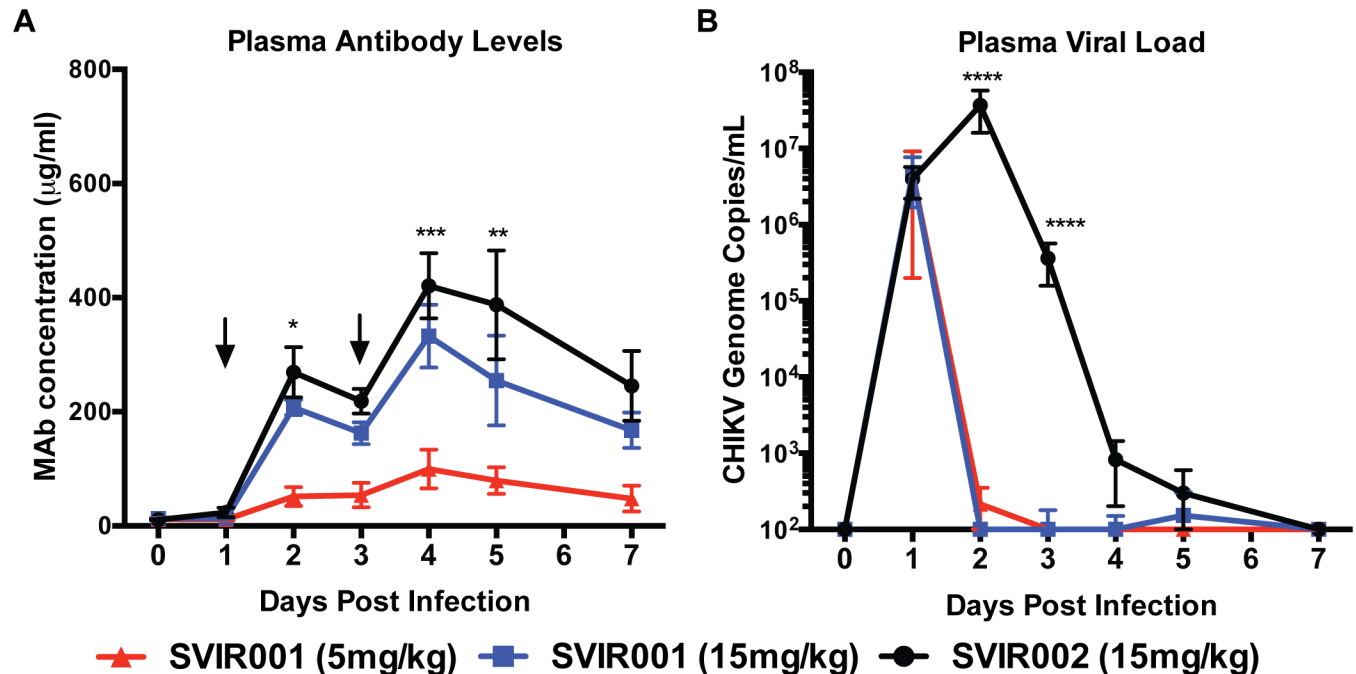 A
Plasma Antibody Levels
MAb concentration (μg/ml)
800
600
400
200
0
*
***
**
0 1 2 3 4 5 6 7
Days Post Infection
B
Plasma Viral Load
CHIKV Genome Copies/mL
10⁸
10⁷
10⁶
10⁵
10⁴
10³
10²
****
****
0 1 2 3 4 5 6 7
Days Post Infection
SVIR001 (5mg/kg) SVIR001 (15mg/kg) SVIR002 (15mg/kg)